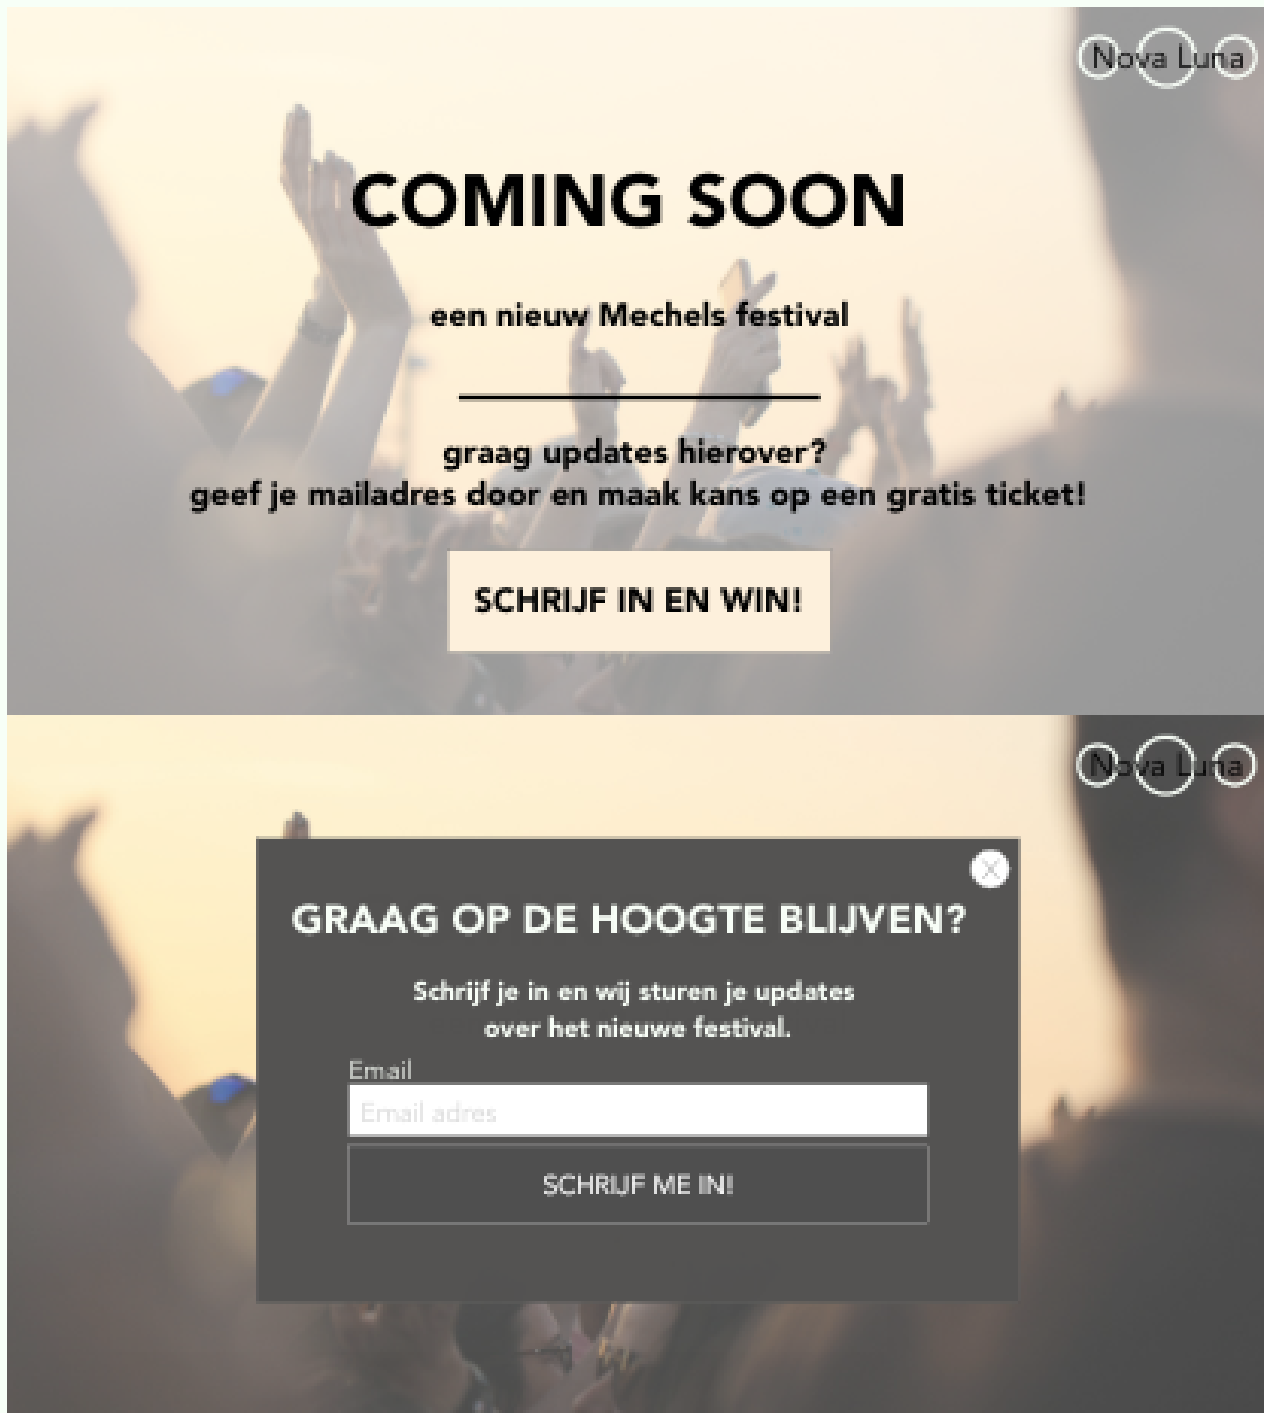 Nova Luna
COMING SOON
een nieuw Mechels festival
graag updates hierover?
geef je mailadres door en maak kans op een gratis ticket!
SCHRIJF IN EN WIN!
Nova Luna
GRAAG OP DE HOOGTE BLIJVEN?
Schrijf je in en wij sturen je updates
over het nieuwe festival.
Email
Email adres
SCHRIJF ME IN!